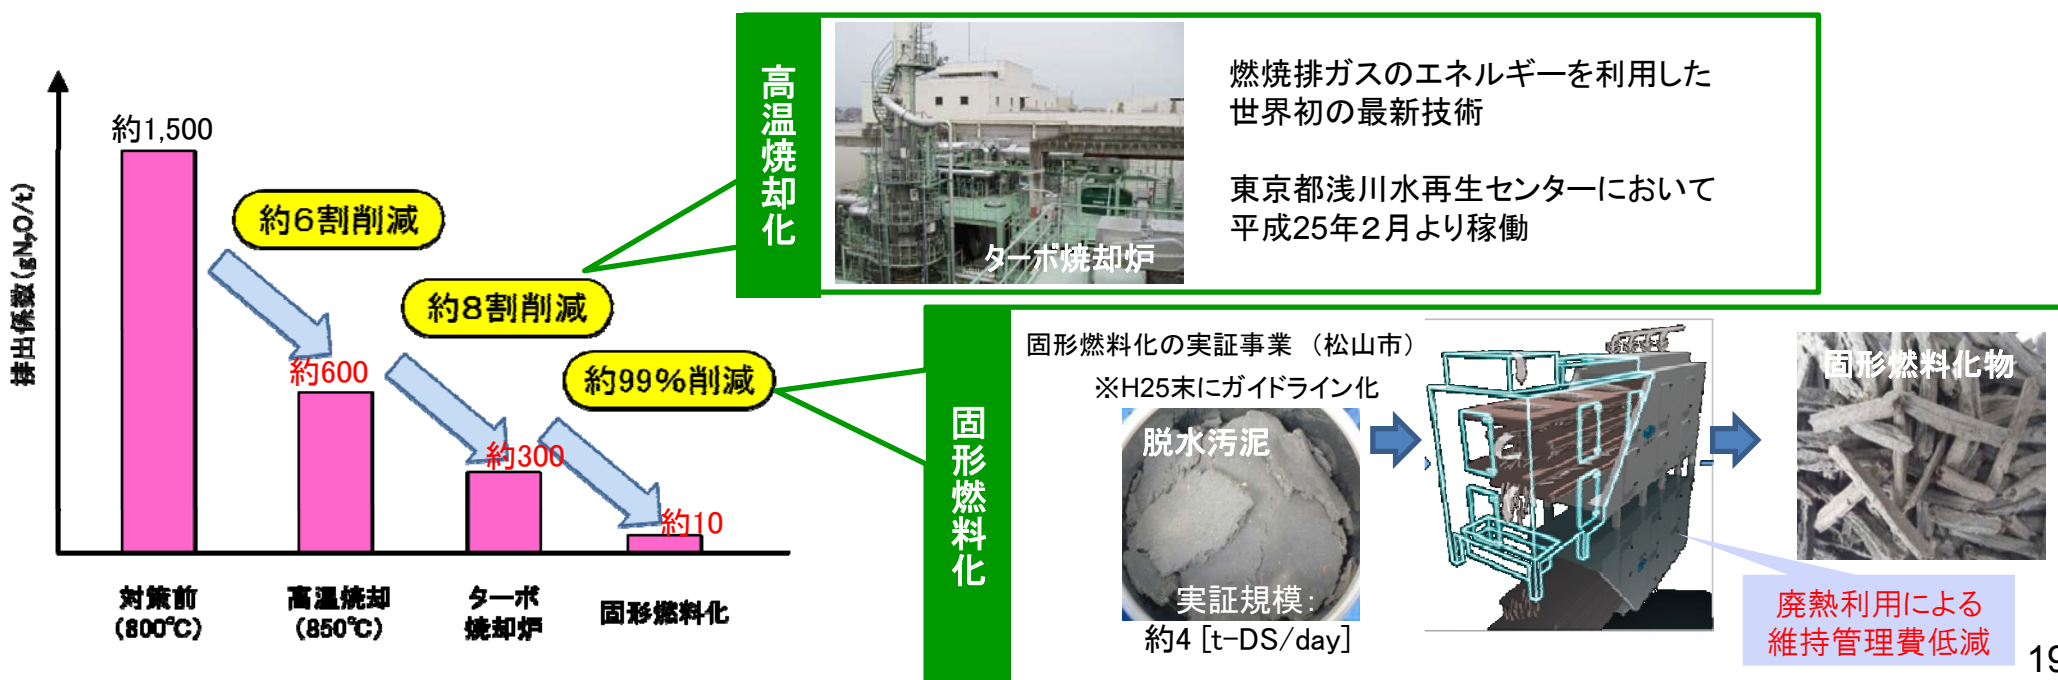 排出係数(gN₂O/t)
約1,500
約6割削減
約600
約8割削減
約300
約99%削減
約10
対策前
(800℃)
高温焼却
(850℃)
ターボ
焼却炉
固形燃料化
高温焼却化
ターボ焼却炉
燃焼排ガスのエネルギーを利用した
世界初の最新技術
東京都浅川水再生センターにおいて
平成25年2月より稼働
固形燃料化
固形燃料化の実証事業 (松山市)
※H25末にガイドライン化
脱水汚泥
実証規模:
約4 [t-DS/day]
固形燃料化物
廃熱利用による
維持管理費低減
19